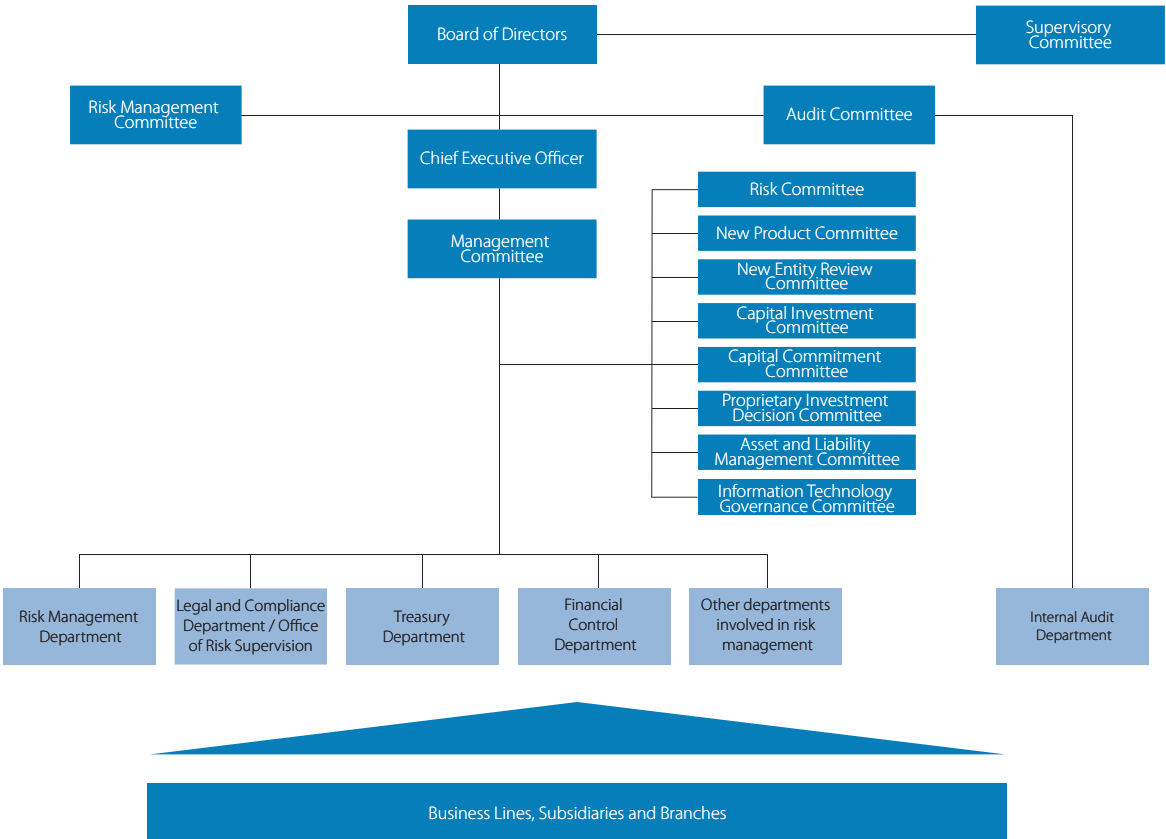 Board of Directors
Supervisory
Committee
Risk Management
Committee
Audit Committee
Chief Executive Officer
Management
Committee
Risk Committee
New Product Committee
New Entity Review
Committee
Capital Investment
Committee
Capital Commitment
Committee
Proprietary Investment
Decision Committee
Asset and Liability
Management Committee
Information Technology
Governance Committee
Risk Management
Department
Legal and Compliance
Department / Office
of Risk Supervision
Treasury
Department
Financial
Control
Department
Other departments
involved in risk
management
Internal Audit
Department
Business Lines, Subsidiaries and Branches